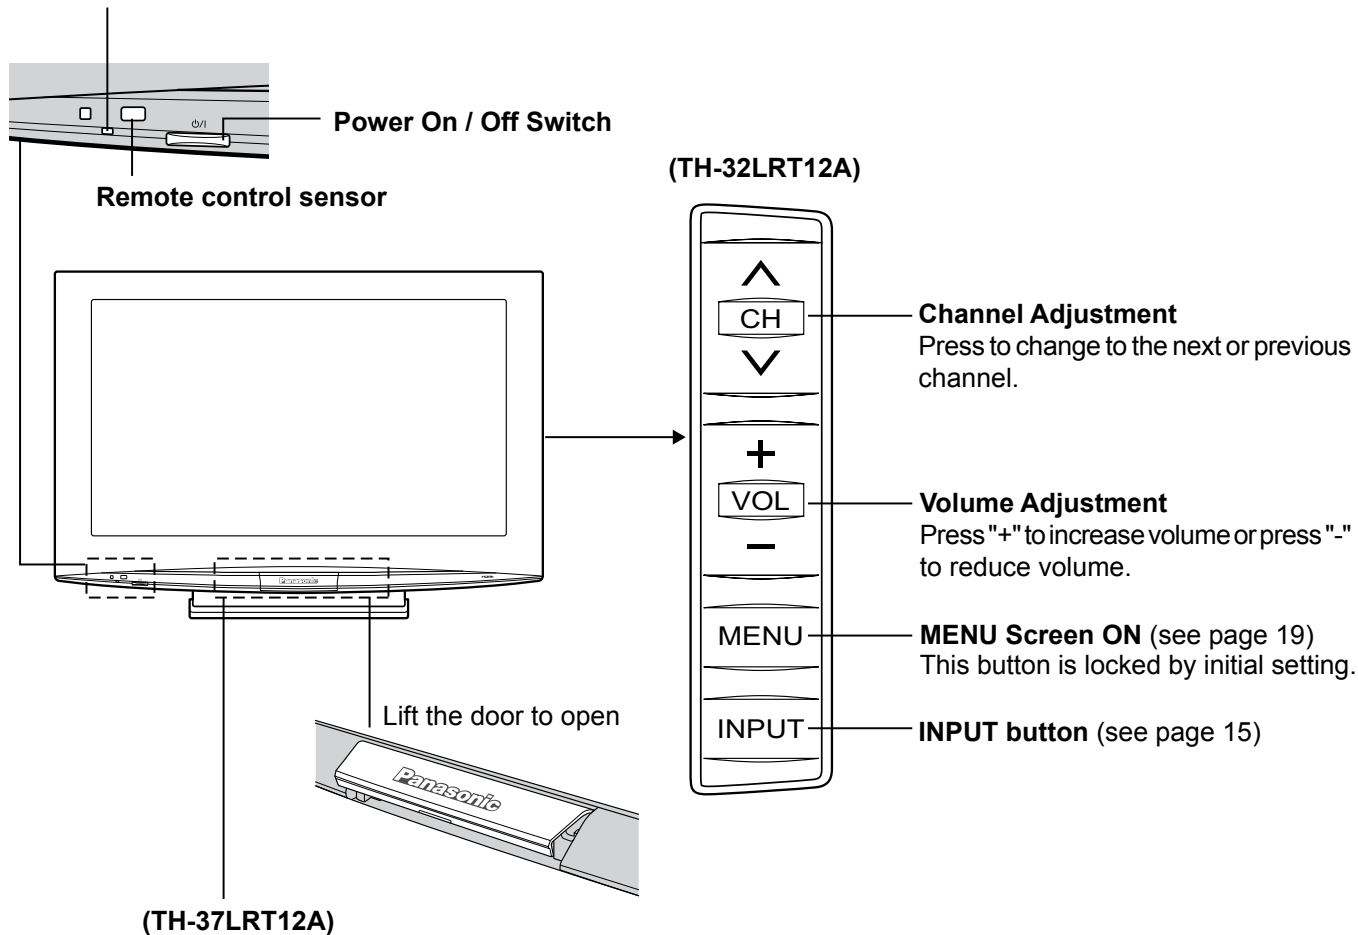 ⏻/I
Power On / Off Switch
Remote control sensor
(TH-32LRT12A)
CH
Channel Adjustment
Press to change to the next or previous
channel.
+
VOL
−
Volume Adjustment
Press "+" to increase volume or press "-"
to reduce volume.
MENU
MENU Screen ON (see page 19)
This button is locked by initial setting.
INPUT
INPUT button (see page 15)
Panasonic
Lift the door to open
Panasonic
(TH-37LRT12A)